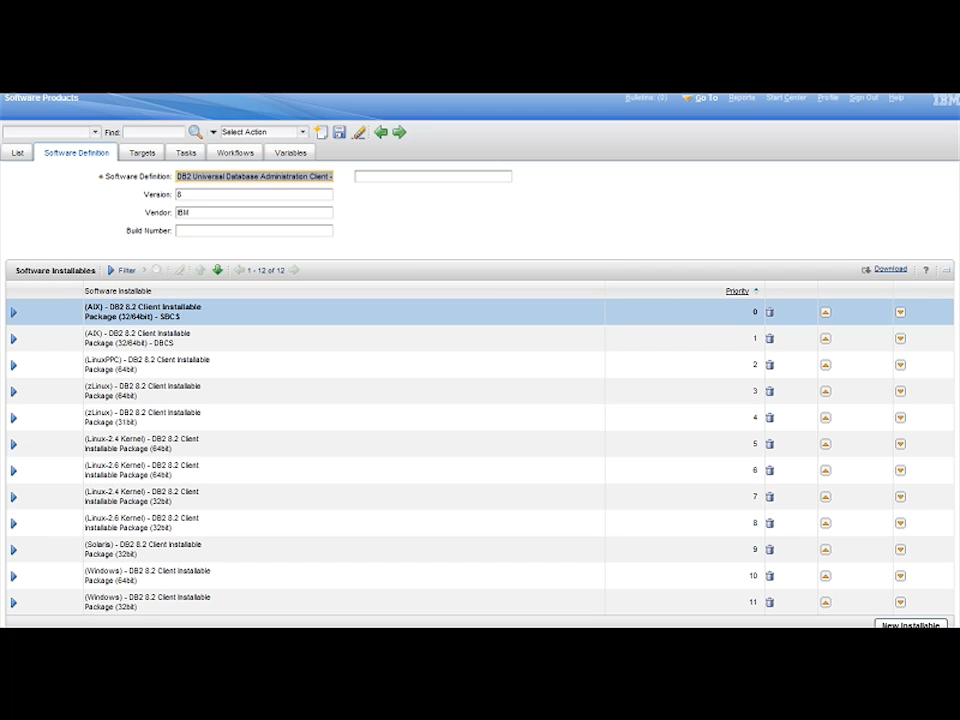 Software Products
Bulletins: (0) Go To Reports Start Center Profile Sign Out Help IBM
Find: Select Action
List Software Definition Targets Tasks Workflows Variables
Software Definition: DB2 Universal Database Administration Client -
Version: 8
Vendor: IBM
Build Number:
Software Installables Filter 1 - 12 of 12 Download ?
Software Installable Priority
(AIX) - DB2 8.2 Client Installable
Package (32/64bit) - SBCS 0
(AIX) - DB2 8.2 Client Installable
Package (32/64bit) - DBCS 1
(LinuxPPC) - DB2 8.2 Client Installable
Package (64bit) 2
(zLinux) - DB2 8.2 Client Installable
Package (64bit) 3
(zLinux) - DB2 8.2 Client Installable
Package (31bit) 4
(Linux-2.4 Kernel) - DB2 8.2 Client
Installable Package (64bit) 5
(Linux-2.6 Kernel) - DB2 8.2 Client
Installable Package (64bit) 6
(Linux-2.4 Kernel) - DB2 8.2 Client
Installable Package (32bit) 7
(Linux-2.6 Kernel) - DB2 8.2 Client
Installable Package (32bit) 8
(Solaris) - DB2 8.2 Client Installable
Package (32bit) 9
(Windows) - DB2 8.2 Client Installable
Package (64bit) 10
(Windows) - DB2 8.2 Client Installable
Package (32bit) 11
New Installable